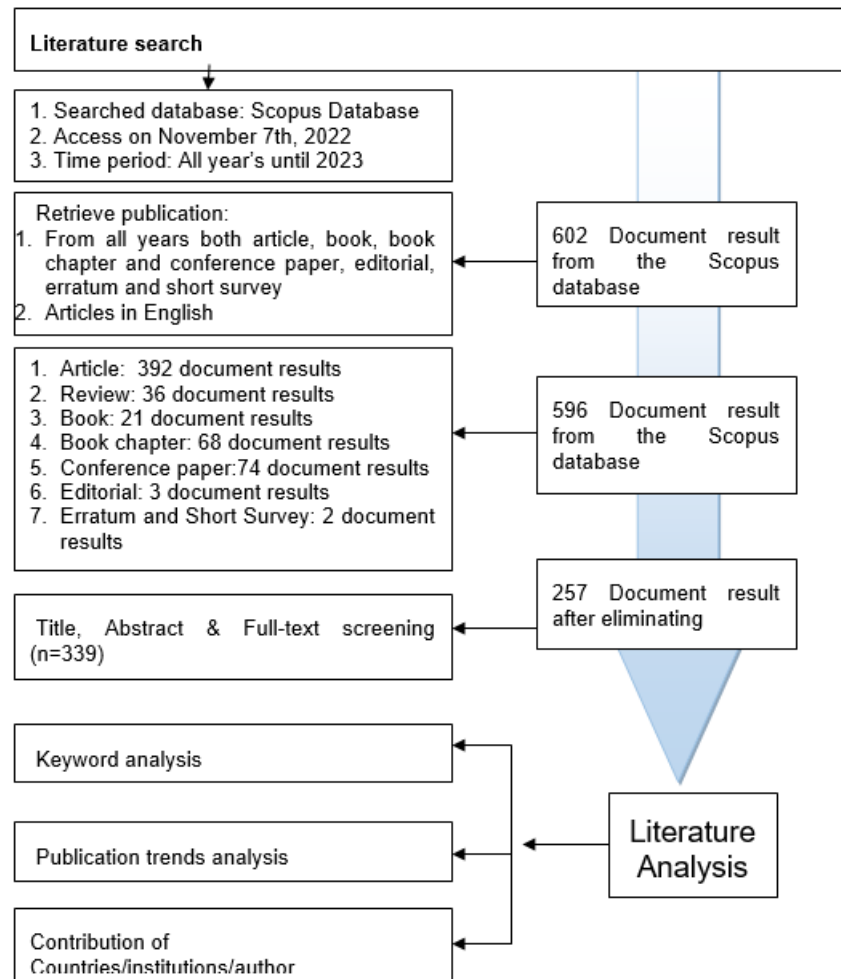 Literature search
1. Searched database: Scopus Database
2. Access on November 7th, 2022
3. Time period: All year's until 2023
Retrieve publication:
1. From all years both article, book, book
chapter and conference paper, editorial,
erratum and short survey
2. Articles in English
602 Document result
from the Scopus
database
1. Article: 392 document results
2. Review: 36 document results
3. Book: 21 document results
4. Book chapter: 68 document results
5. Conference paper:74 document results
6. Editorial: 3 document results
7. Erratum and Short Survey: 2 document
results
596 Document result
from the Scopus
database
257 Document result
after eliminating
Title, Abstract & Full-text screening
(n=339)
Keyword analysis
Publication trends analysis
Contribution of
Countries/institutions/author
Literature
Analysis